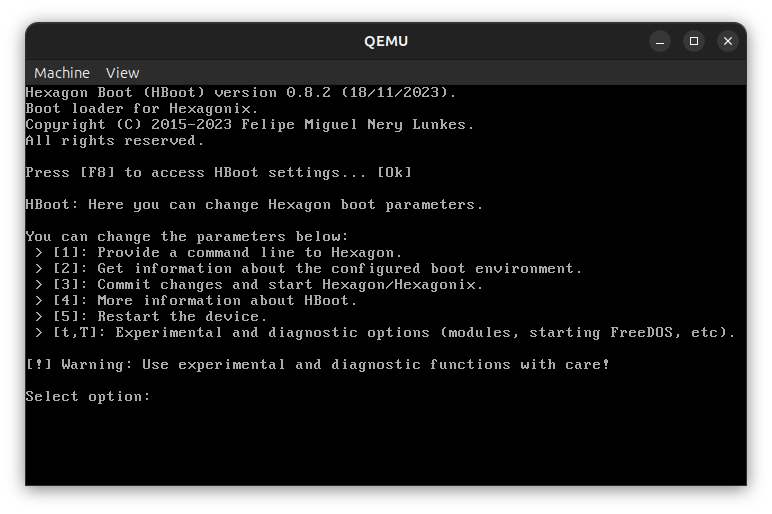 QEMU
Machine View
Hexagon Boot (HBoot) version 0.8.2 (18/11/2023).
Boot loader for Hexagonix.
Copyright (C) 2015-2023 Felipe Miguel Nery Lunkes.
All rights reserved.
Press [F8] to access HBoot settings... [Ok]
HBoot: Here you can change Hexagon boot parameters.
You can change the parameters below:
> [1]: Provide a command line to Hexagon.
> [2]: Get information about the configured boot environment.
> [3]: Commit changes and start Hexagon/Hexagonix.
> [4]: More information about HBoot.
> [5]: Restart the device.
> [t,T]: Experimental and diagnostic options (modules, starting FreeDOS, etc).
[!] Warning: Use experimental and diagnostic functions with care!
Select option: